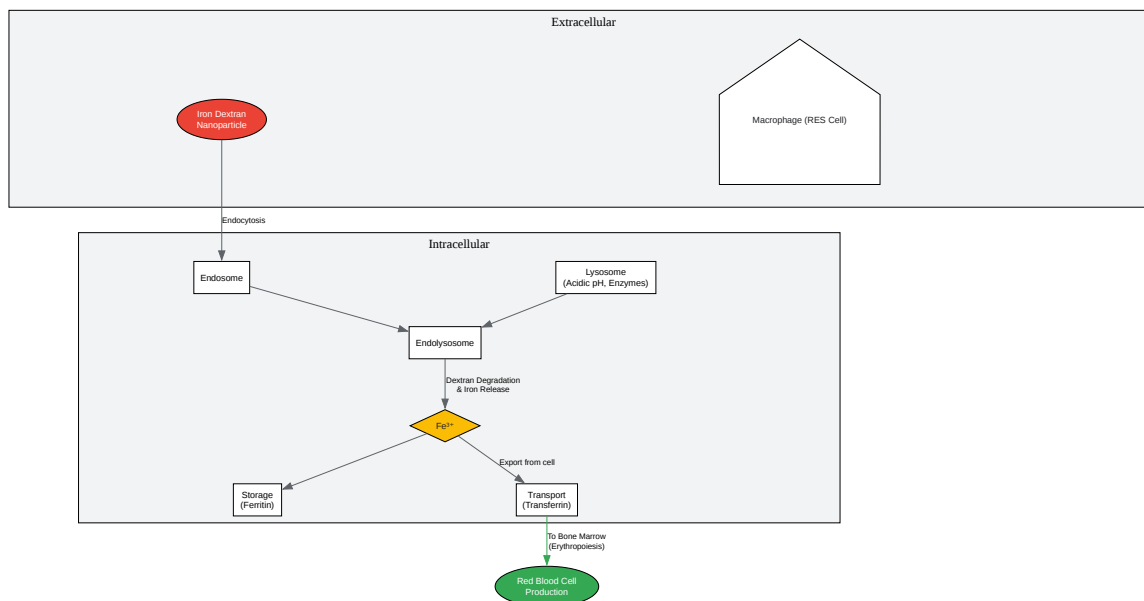 Extracellular
Iron Dextran
Nanoparticle
Macrophage (RES Cell)
Endocytosis
Intracellular
Endosome
Lysosome
(Acidic pH, Enzymes)
Endolysosome
Dextran Degradation
& Iron Release
Fe³⁺
Export from cell
Storage
(Ferritin)
Transport
(Transferrin)
To Bone Marrow
(Erythropoiesis)
Red Blood Cell
Production